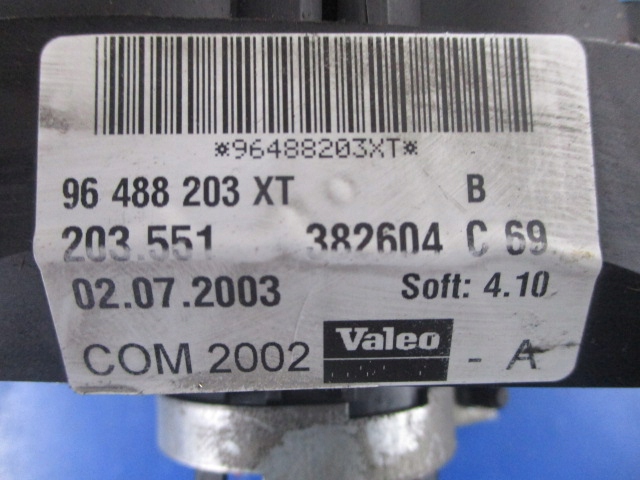 *96488203XT*
96 488 203 XT B
203.551 382604 C 69
02.07.2003 Soft: 4.10
COM 2002 Valeo - A